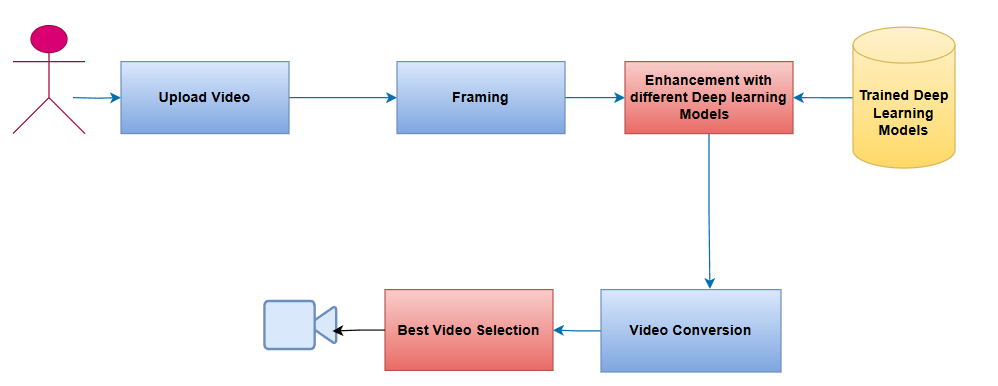 Upload Video
Framing
Enhancement with
different Deep learning
Models
Trained Deep
Learning
Models
Best Video Selection
Video Conversion